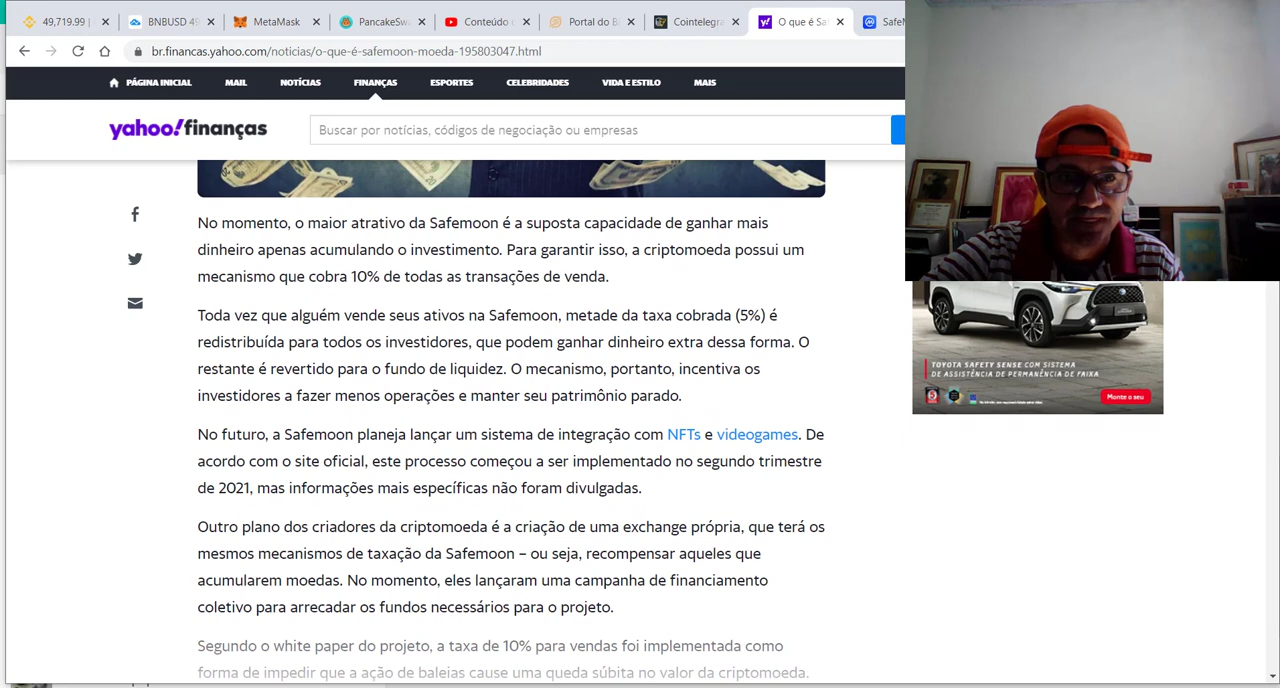 49,719.99 |
BNBUSD 49
MetaMask
PancakeSwa
Conteúdo
Portal do B
Cointelegra
O que é Sa
SafeM
br.financas.yahoo.com/noticias/o-que-é-safemoon-moeda-195803047.html
PÁGINA INICIAL MAIL NOTÍCIAS FINANÇAS ESPORTES CELEBRIDADES VIDA E ESTILO MAIS
yahoo!finanças
Buscar por notícias, códigos de negociação ou empresas
No momento, o maior atrativo da Safemoon é a suposta capacidade de ganhar mais
dinheiro apenas acumulando o investimento. Para garantir isso, a criptomoeda possui um
mecanismo que cobra 10% de todas as transações de venda.
Toda vez que alguém vende seus ativos na Safemoon, metade da taxa cobrada (5%) é
redistribuída para todos os investidores, que podem ganhar dinheiro extra dessa forma. O
restante é revertido para o fundo de liquidez. O mecanismo, portanto, incentiva os
investidores a fazer menos operações e manter seu patrimônio parado.
No futuro, a Safemoon planeja lançar um sistema de integração com NFTs e videogames. De
acordo com o site oficial, este processo começou a ser implementado no segundo trimestre
de 2021, mas informações mais específicas não foram divulgadas.
Outro plano dos criadores da criptomoeda é a criação de uma exchange própria, que terá os
mesmos mecanismos de taxação da Safemoon – ou seja, recompensar aqueles que
acumularem moedas. No momento, eles lançaram uma campanha de financiamento
coletivo para arrecadar os fundos necessários para o projeto.
Segundo o white paper do projeto, a taxa de 10% para vendas foi implementada como
forma de impedir que a ação de baleias cause uma queda súbita no valor da criptomoeda.
TOYOTA SAFETY SENSE COM SISTEMA
DE ASSISTÊNCIA DE PERMANÊNCIA DE FAIXA
Monte o seu